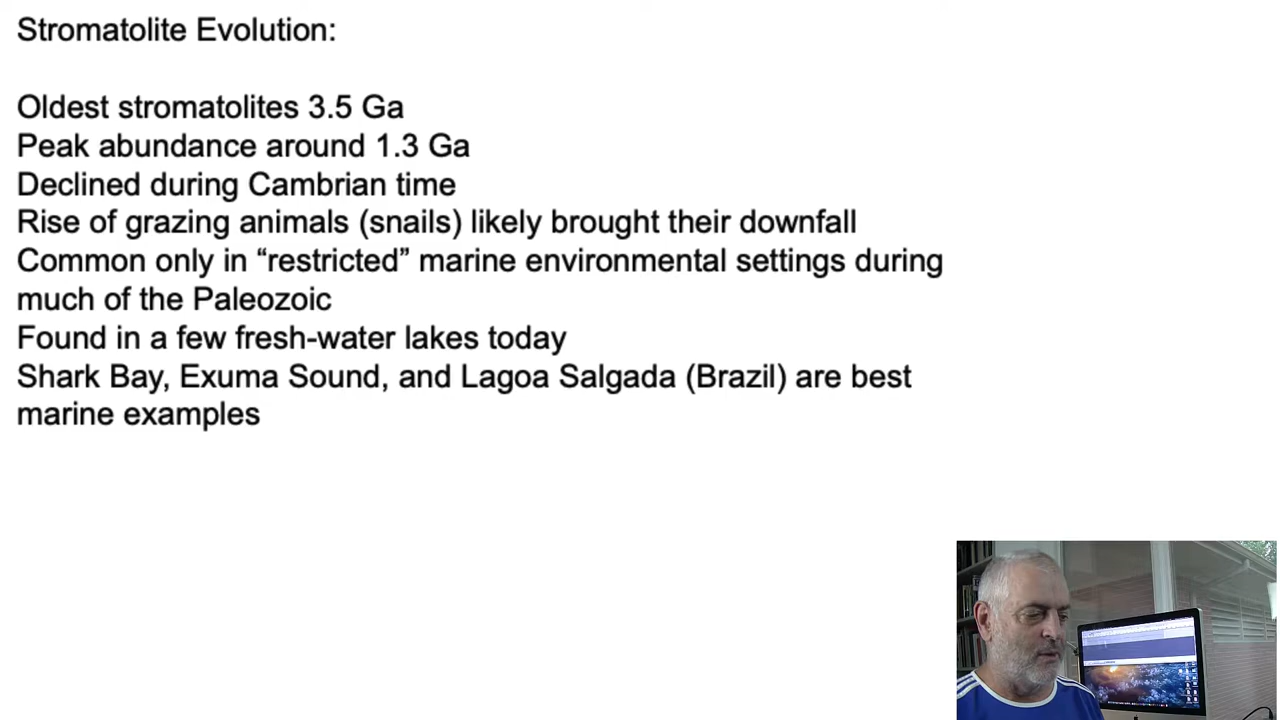 Stromatolite Evolution:
Oldest stromatolites 3.5 Ga
Peak abundance around 1.3 Ga
Declined during Cambrian time
Rise of grazing animals (snails) likely brought their downfall
Common only in “restricted” marine environmental settings during
much of the Paleozoic
Found in a few fresh-water lakes today
Shark Bay, Exuma Sound, and Lagoa Salgada (Brazil) are best
marine examples